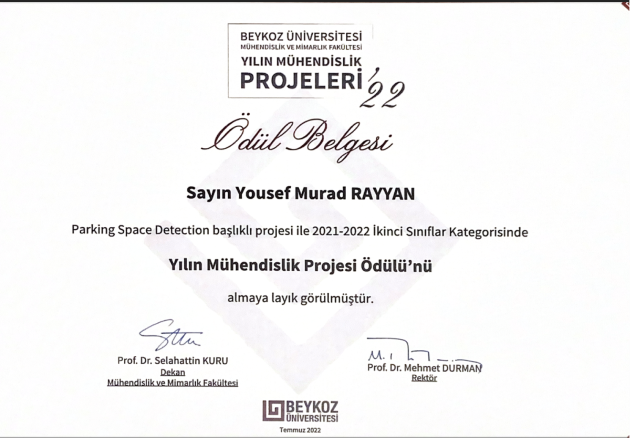 BEYKOZ ÜNİVERSİTESİ
MÜHENDİSLİK VE MİMARLIK FAKÜLTESİ
YILIN MÜHENDİSLİK
PROJELERİ '22
Ödül Belgesi
Sayın Yousef Murad RAYYAN
Parking Space Detection başlıklı projesi ile 2021-2022 İkinci Sınıflar Kategorisinde
Yılın Mühendislik Projesi Ödülü’nü
almaya layık görülmüştür.
Prof. Dr. Selahattin KURU
Dekan
Mühendislik ve Mimarlık Fakültesi
Prof. Dr. Mehmet DURMAN
Rektör
BEYKOZ
ÜNİVERSİTESİ
Temmuz 2022